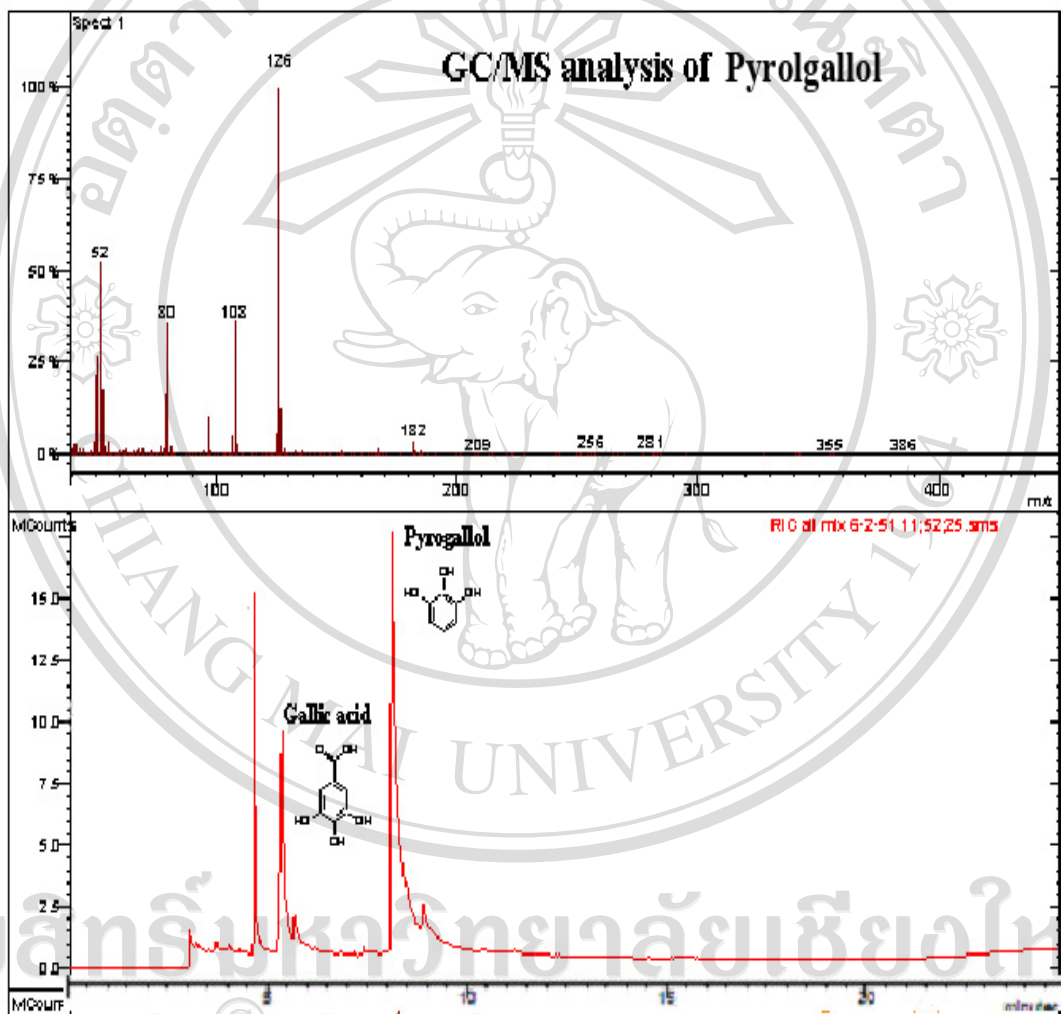 Spect 1
126
GC/MS analysis of Pyrolgallol
100%
75%
52
50%
80
108
25%
182
209
256
281
355
386
0%
100
200
300
400
m/z
MCounts
Pyrogallol
RIC all mix 6-2-51 11;52;25.sms
OH
HO
OH
15.0
12.5
10.0
Gallic acid
O
OH
7.5
HO
OH
OH
5.0
2.5
0.0
5
10
15
20
minutes
MCoun
CHIANG MAI UNIVERSITY 1964
สิทธิ์มหาวิทยาลัยเชียงให